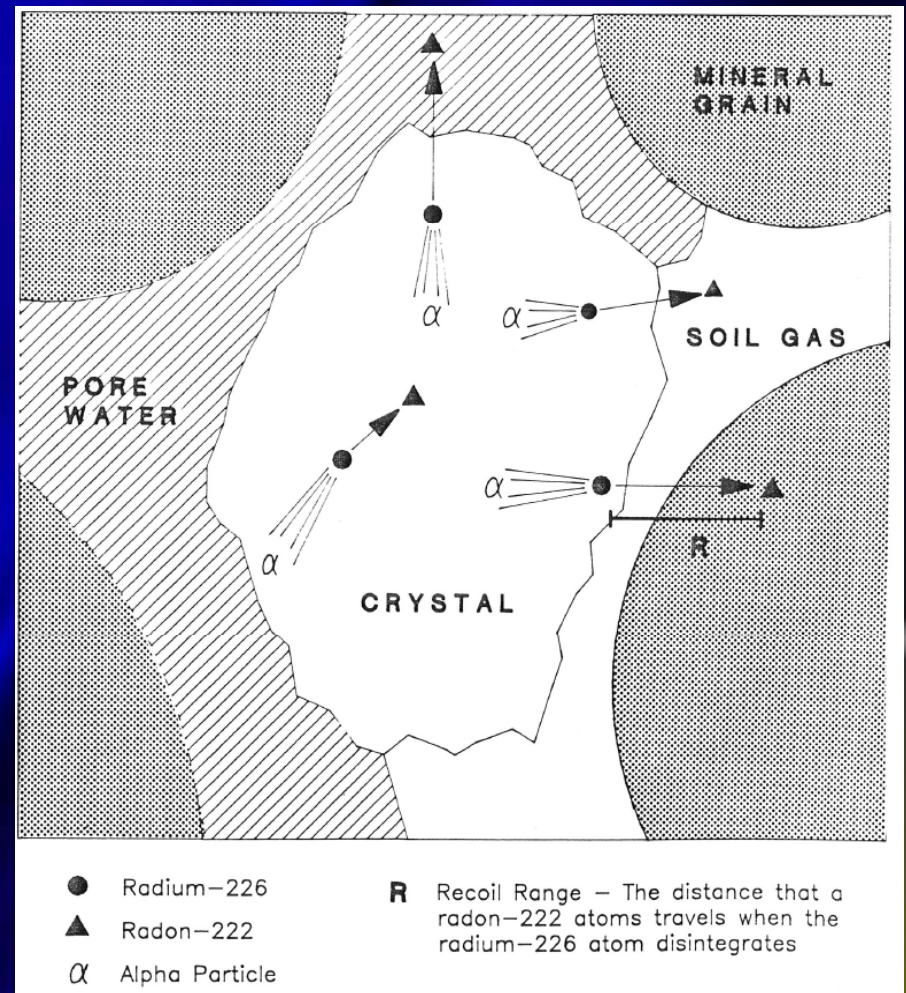 MINERAL
GRAIN
α
α
SOIL GAS
PORE
WATER
α
α
R
CRYSTAL
Radium-226
Radon-222
α Alpha Particle
R Recoil Range - The distance that a
radon-222 atoms travels when the
radium-226 atom disintegrates